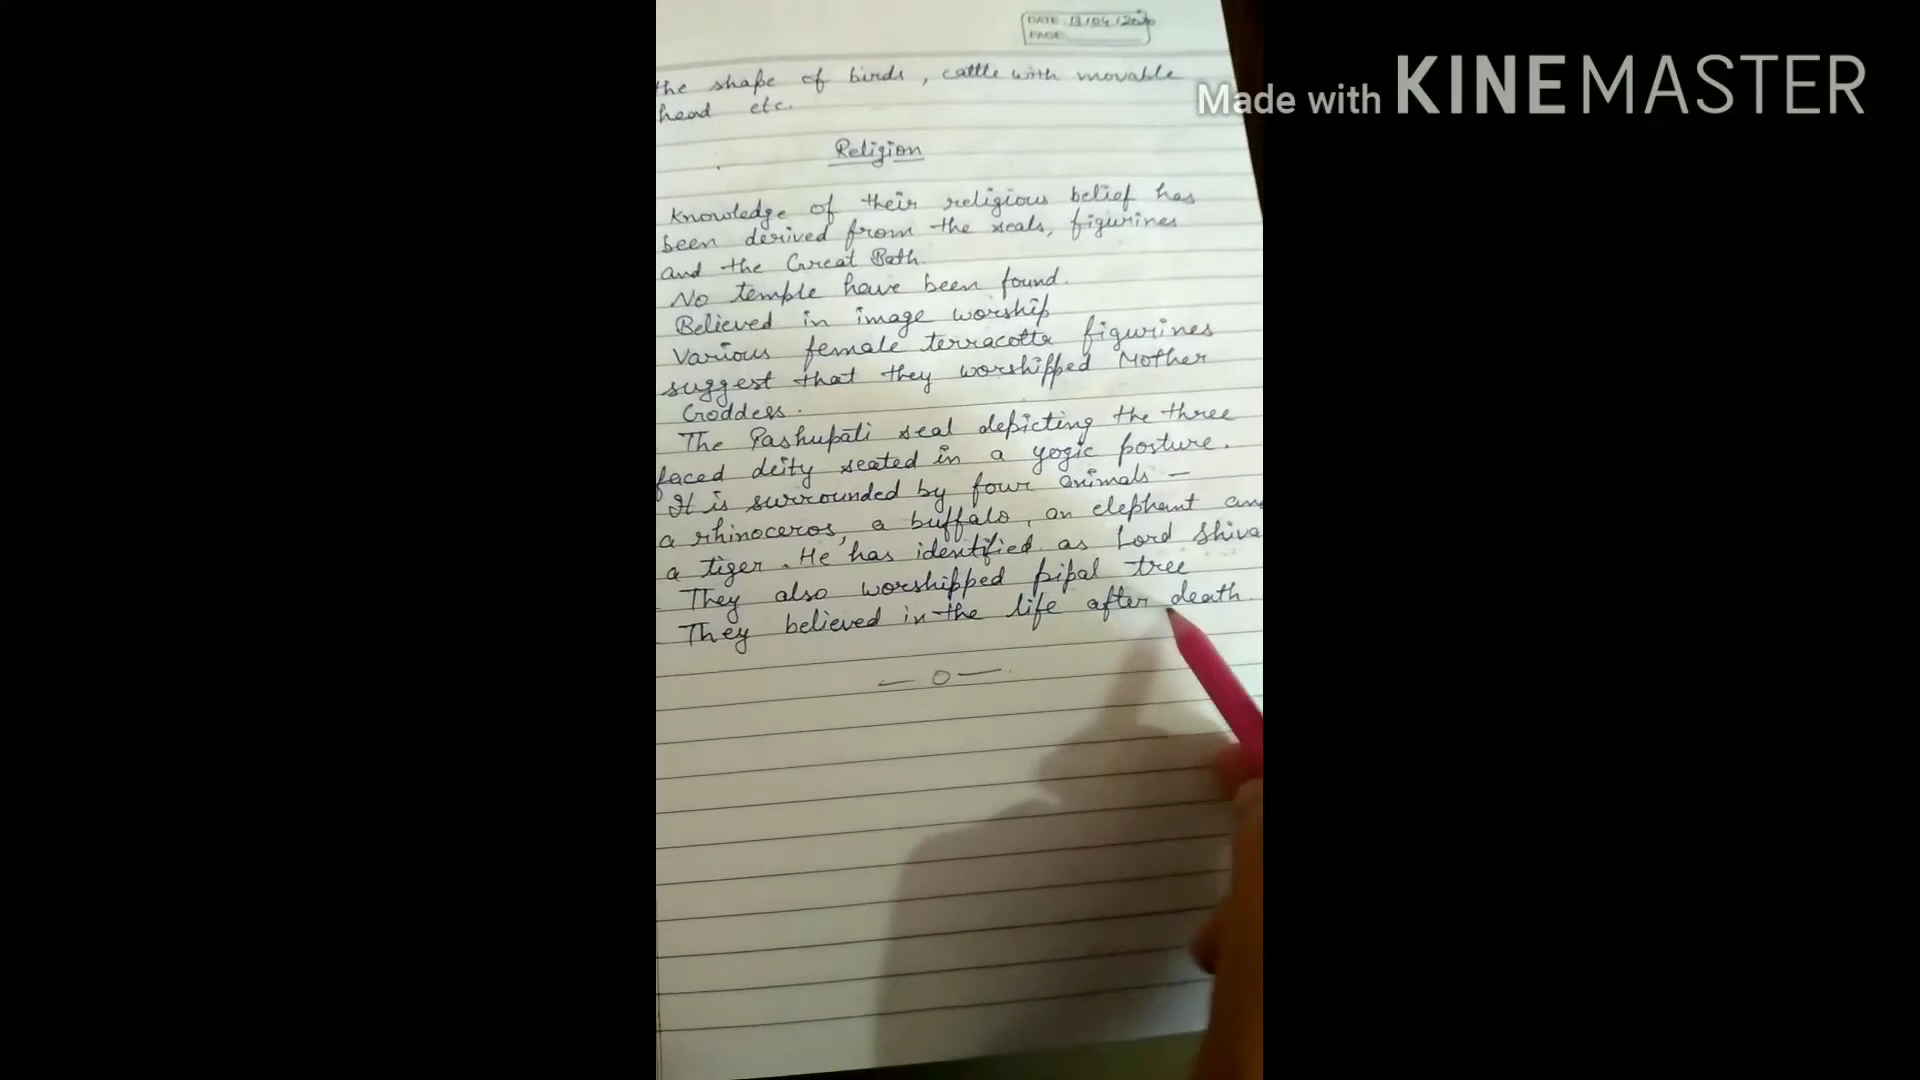 DATE 13/04/2020
PAGE
the shape of birds, cattle with movable
head etc.
Religion
Knowledge of their religious belief has
been derived from the seals, figurines
and the Great Bath.
No temple have been found.
Believed in image worship
Various female terracotta figurines
suggest that they worshipped Mother
Goddess.
The Pashupati seal depicting the three
faced deity seated in a yogic posture.
It is surrounded by four animals —
a rhinoceros, a buffalo, an elephant an
a tiger. He has identified as Lord Shiva
They also worshipped pipal tree
They believed in the life after death.
— 0 —
Made with KINEMASTER